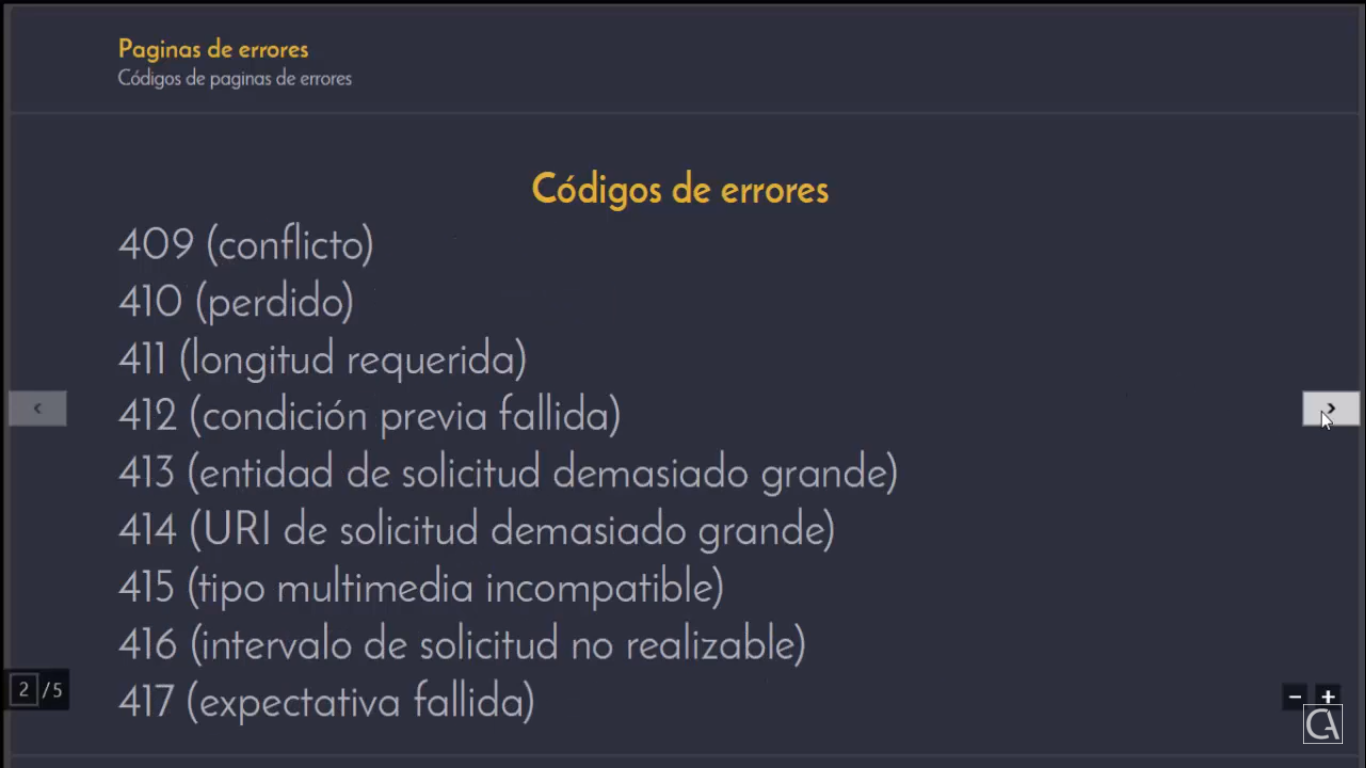 Paginas de errores
Códigos de paginas de errores
Códigos de errores
409 (conflicto)
410 (perdido)
411 (longitud requerida)
412 (condición previa fallida)
413 (entidad de solicitud demasiado grande)
414 (URI de solicitud demasiado grande)
415 (tipo multimedia incompatible)
416 (intervalo de solicitud no realizable)
417 (expectativa fallida)
2 /5
- +
CA